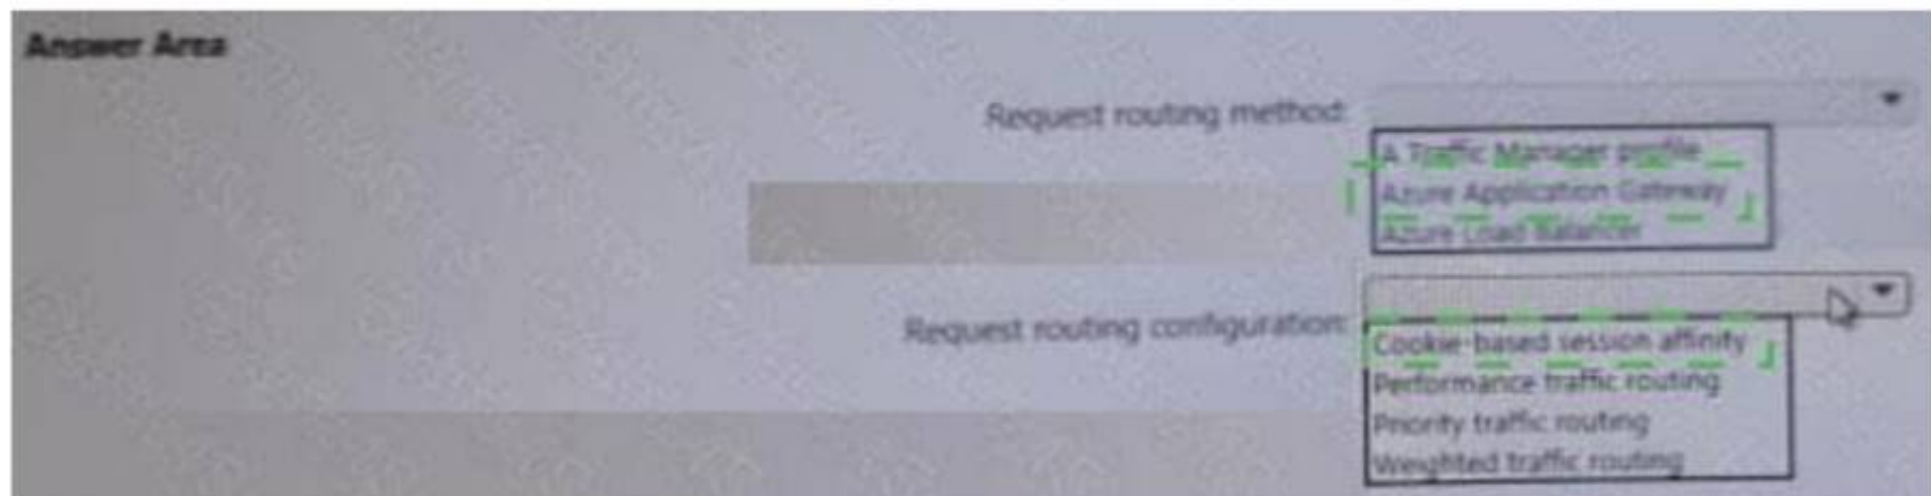 Answer Area
Request routing method:
A Traffic Manager profile
Azure Application Gateway
Azure Load Balancer
Request routing configuration:
Cookie-based session affinity
Performance traffic routing
Priority traffic routing
Weighted traffic routing